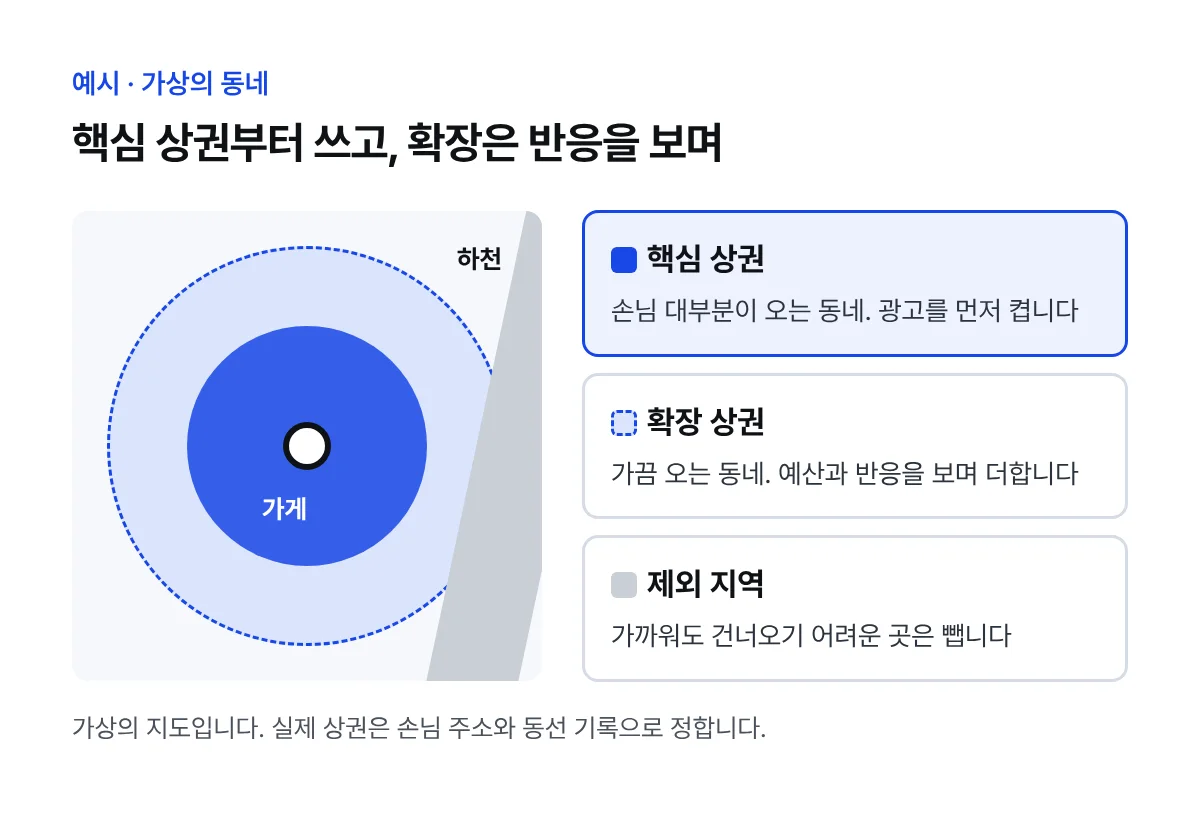 예시 · 가상의 동네
핵심 상권부터 쓰고, 확장은 반응을 보며
하천
가게
핵심 상권
손님 대부분이 오는 동네. 광고를 먼저 켭니다
확장 상권
가끔 오는 동네. 예산과 반응을 보며 더합니다
제외 지역
가까워도 건너오기 어려운 곳은 뺍니다
가상의 지도입니다. 실제 상권은 손님 주소와 동선 기록으로 정합니다.